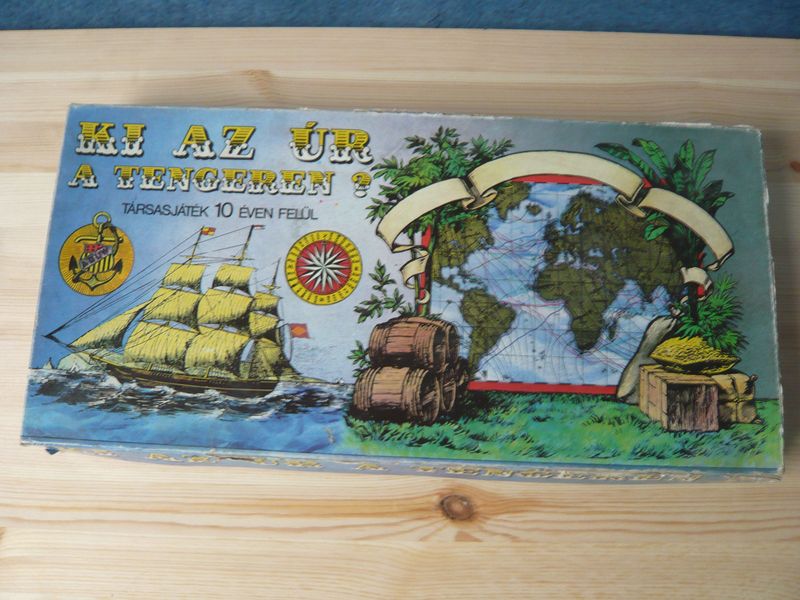 KI AZ ÚR
A TENGEREN ?
TÁRSASJÁTÉK 10 ÉVEN FELÜL